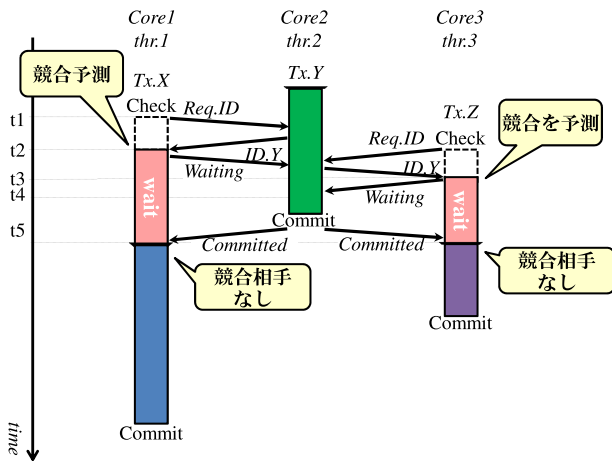 Core1
thr.1
Core2
thr.2
Core3
thr.3
競合予測
Tx.X
Tx.Y
Tx.Z
Check
Req.ID
競合を予測
Req.ID
Check
t1
t2
t3
t4
t5
ID.Y
Waiting
ID.Y
Waiting
wait
wait
Commit
Committed
Committed
競合相手
なし
競合相手
なし
Commit
Commit
time